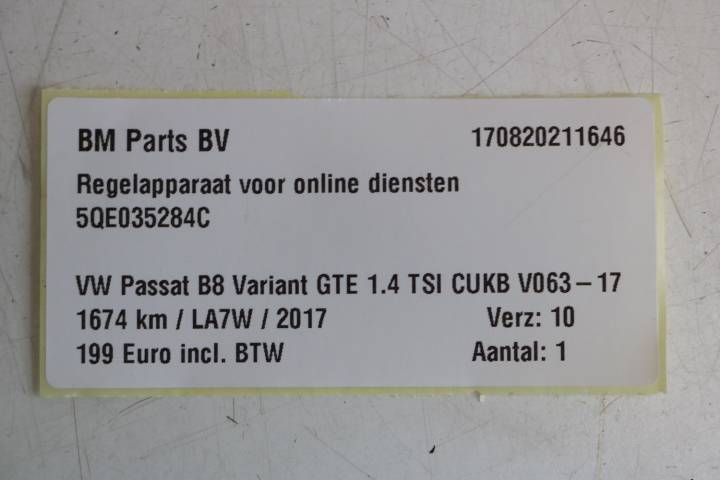 BM Parts BV 170820211646
Regelapparaat voor online diensten
5QE035284C
VW Passat B8 Variant GTE 1.4 TSI CUKB V063-17
1674 km / LA7W / 2017 Verz: 10
199 Euro incl. BTW Aantal: 1